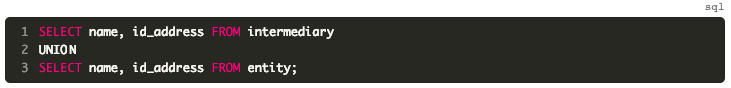 sql
1 SELECT name, id_address FROM intermediary
2 UNION
3 SELECT name, id_address FROM entity;